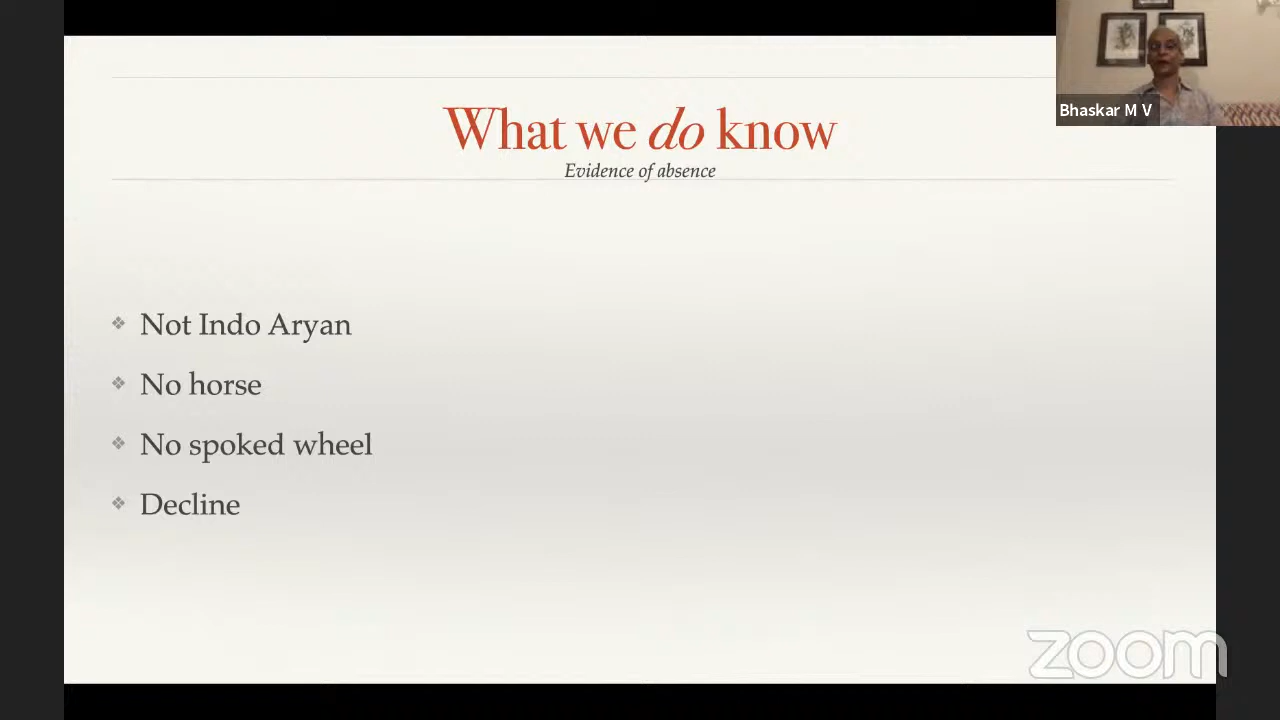 What we do know
Evidence of absence
Not Indo Aryan
No horse
No spoked wheel
Decline
Bhaskar M V
zoom